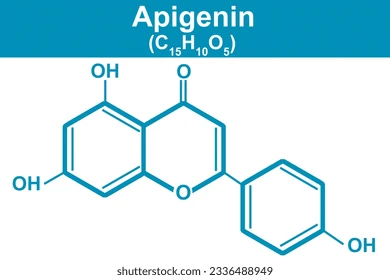 Apigenin
(C₁₅H₁₀O₅)
OH O
OH
O
OH
shutterstock.com · 2336488949